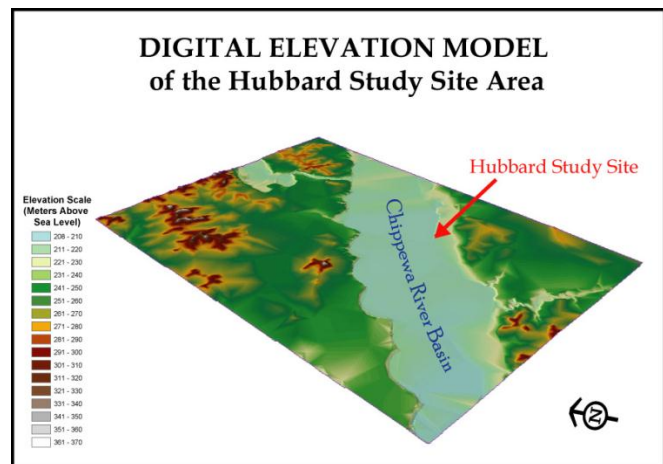 DIGITAL ELEVATION MODEL
of the Hubbard Study Site Area
Hubbard Study Site
Chippewa River Basin
Elevation Scale
(Meters Above
Sea Level)
208 - 210
211 - 220
221 - 230
231 - 240
241 - 250
251 - 260
261 - 270
271 - 280
281 - 290
291 - 300
301 - 310
311 - 320
321 - 330
331 - 340
341 - 350
351 - 360
361 - 370
N